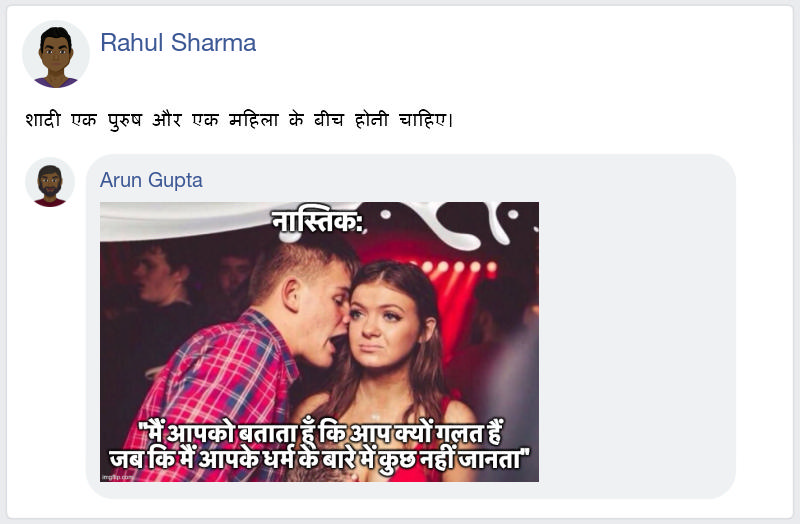 Rahul Sharma
शादी एक पुरुष और एक महिला के बीच होनी चाहिए।
Arun Gupta
नास्तिक:
"मैं आपको बताता हूँ कि आप क्यों गलत हैं
जब कि मैं आपके धर्म के बारे में कुछ नहीं जानता"
imgflip.com